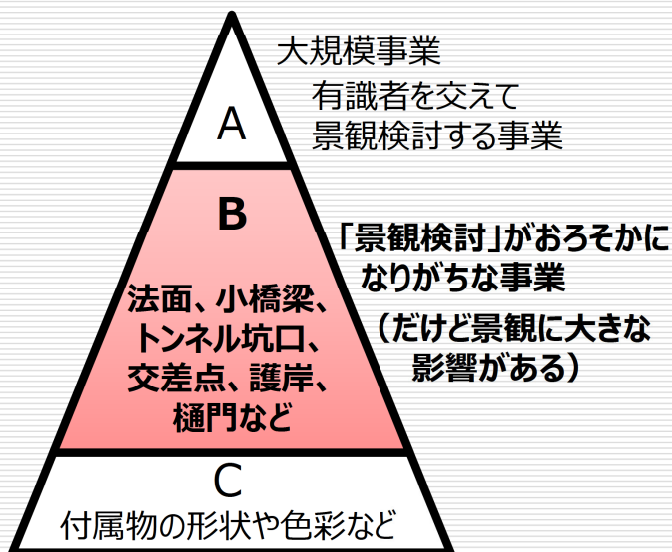 大規模事業
有識者を交えて
景観検討する事業
A
B
「景観検討」がおろそかに
なりがちな事業
（だけど景観に大きな
影響がある）
法面、小橋梁、
トンネル坑口、
交差点、護岸、
樋門など
C
付属物の形状や色彩など